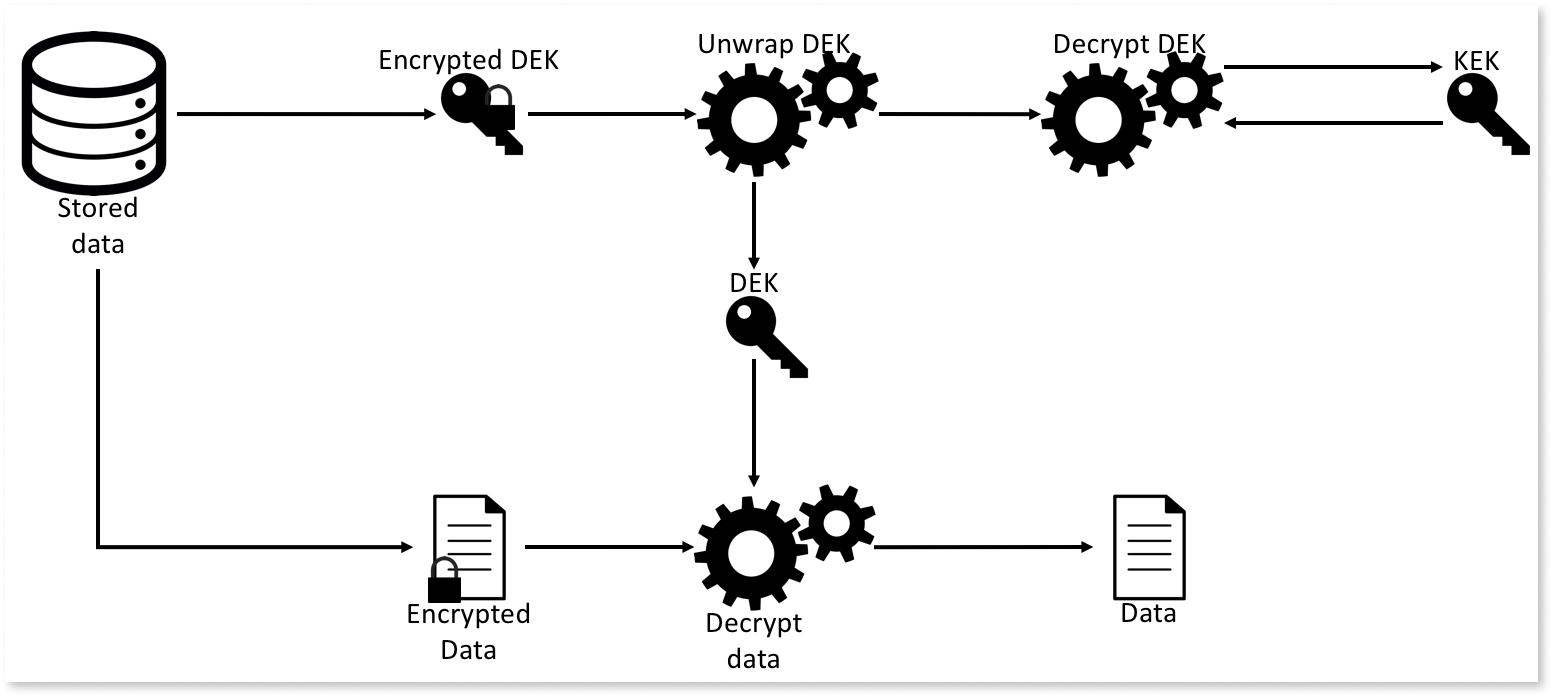 Encrypted DEK
Unwrap DEK
Decrypt DEK
KEK
Stored
data
DEK
Encrypted
Data
Decrypt
data
Data